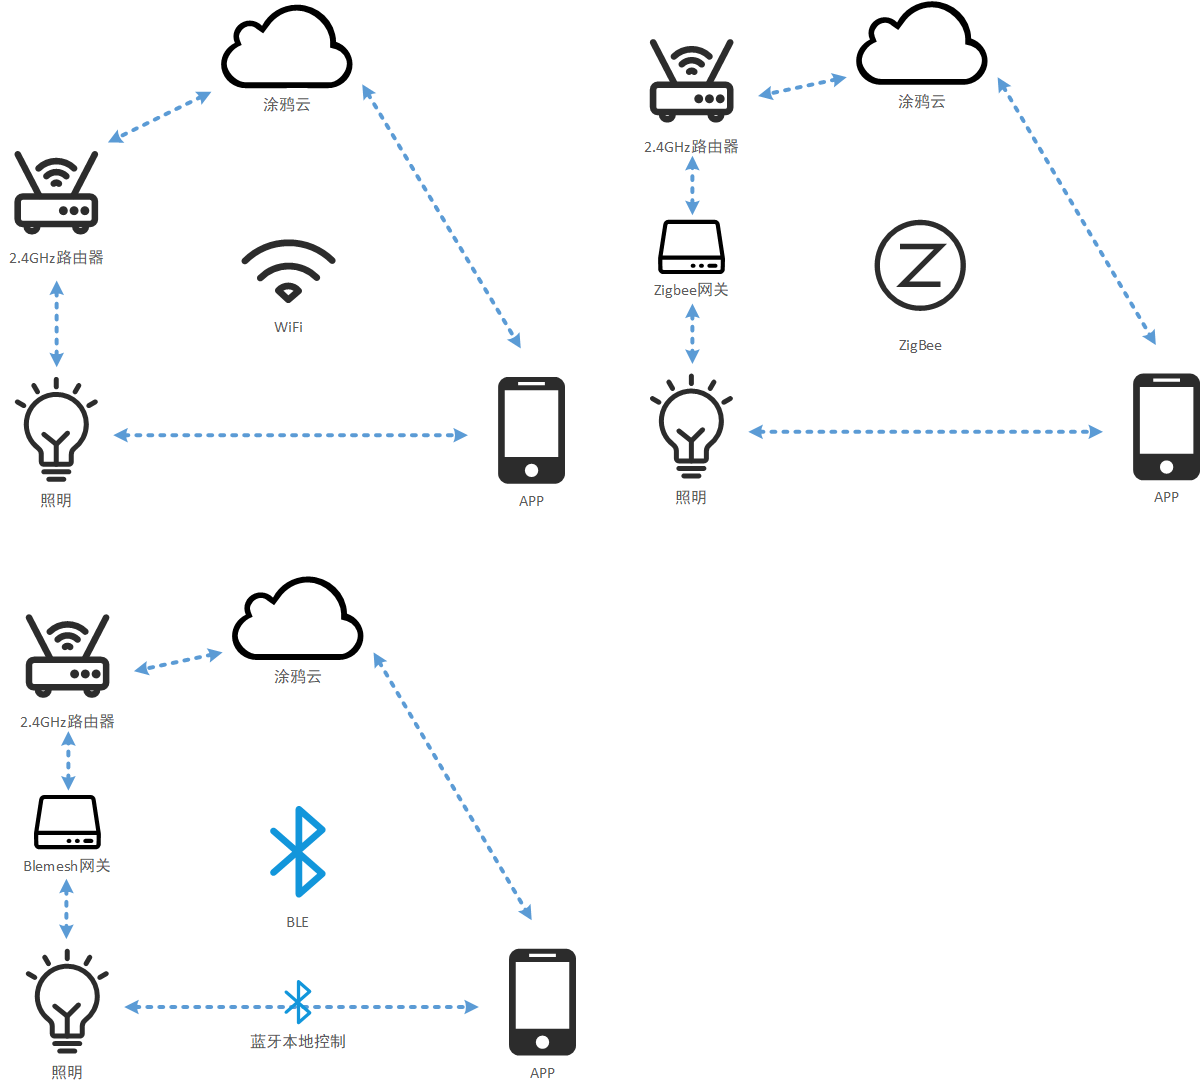 涂鸦云
2.4GHz路由器
WiFi
照明
APP
涂鸦云
2.4GHz路由器
Zigbee网关
ZigBee
照明
APP
涂鸦云
2.4GHz路由器
Blemesh网关
BLE
蓝牙本地控制
照明
APP